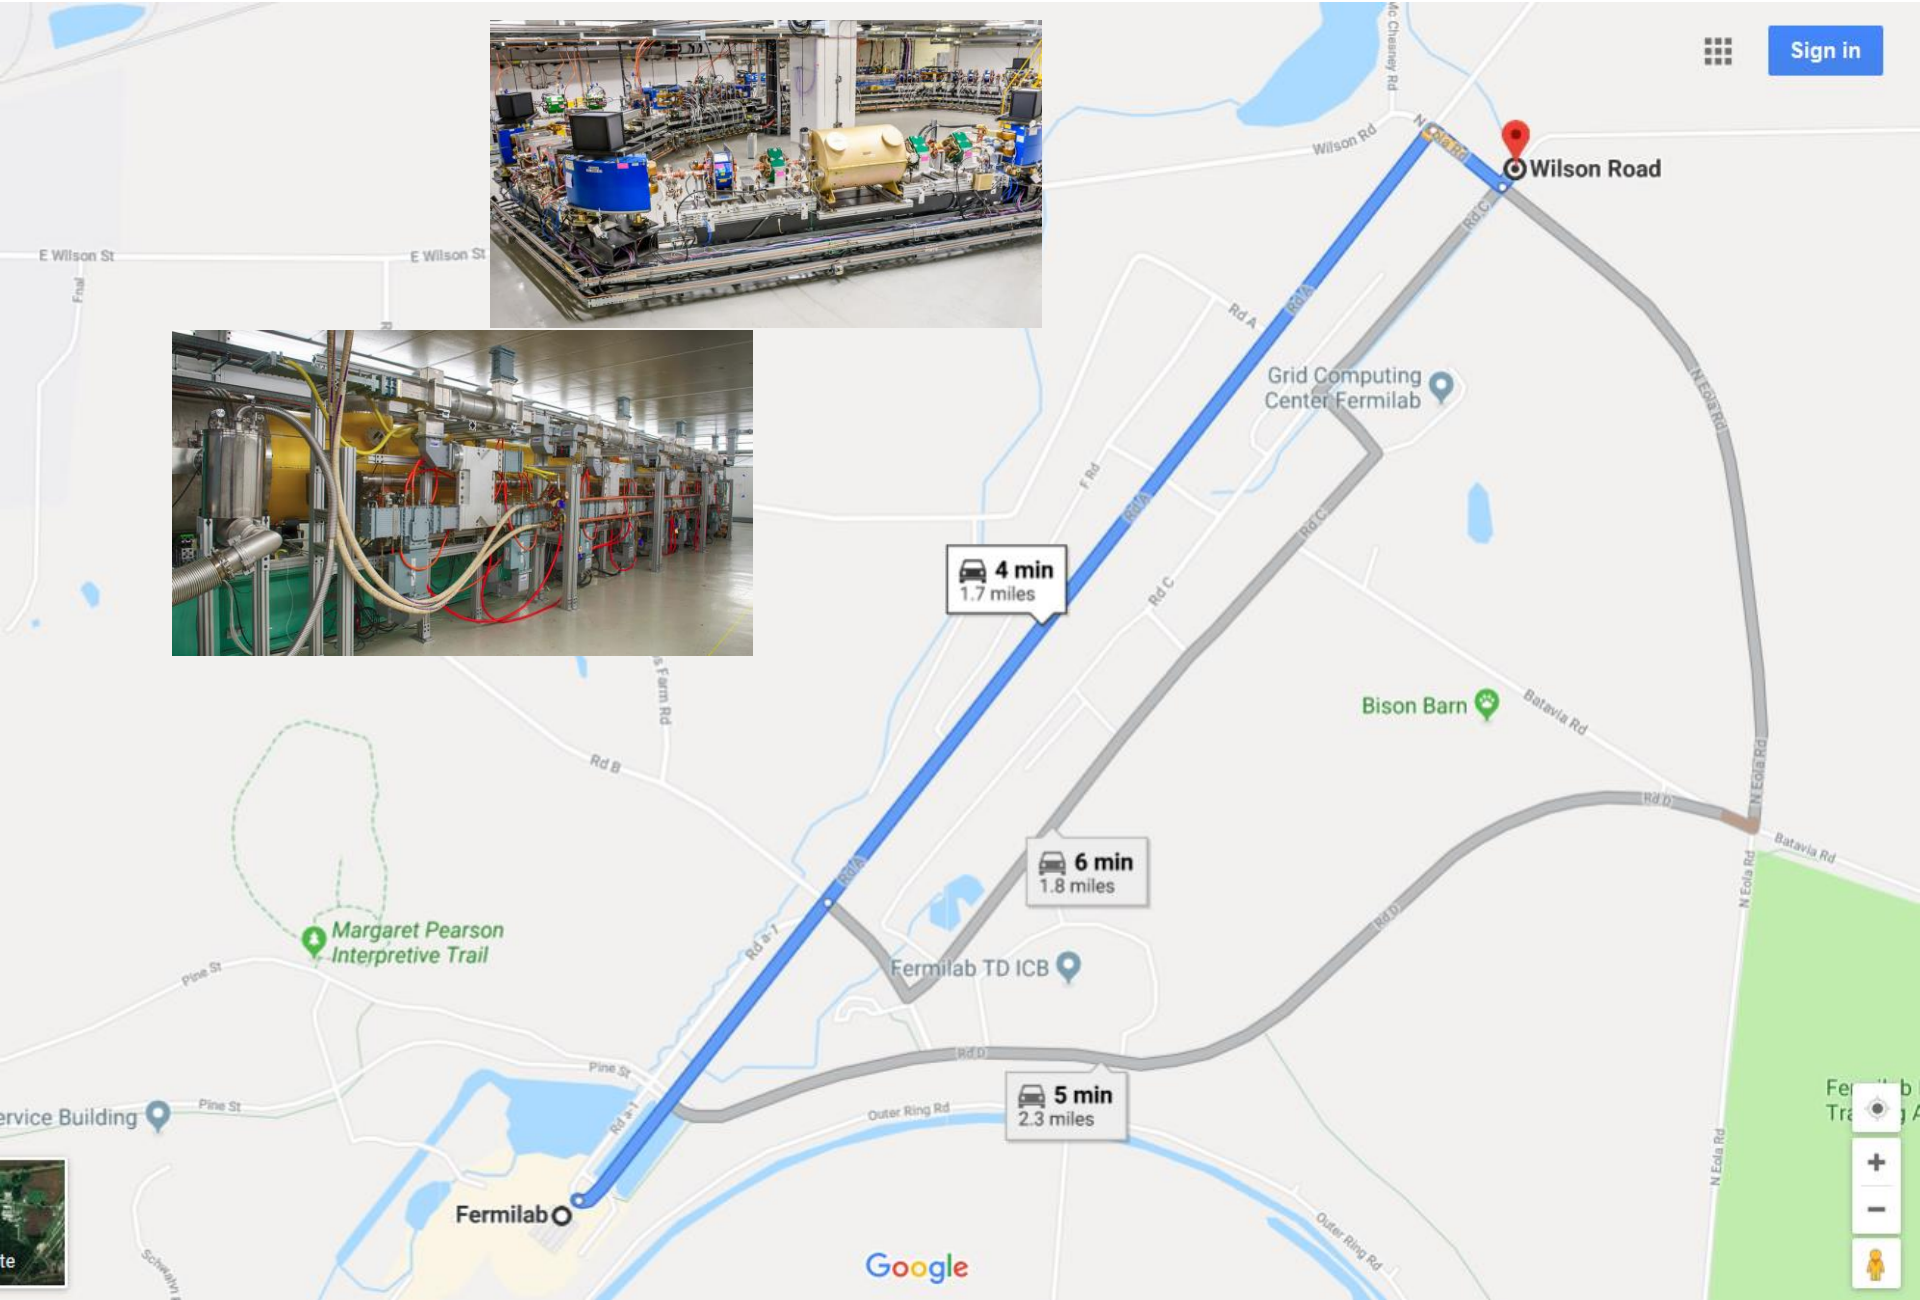 Mc Chesney Rd
Sign in
Wilson Rd
N Eola Rd
Wilson Road
Rd C
E Wilson St
E Wilson St
Fnal
R
Rd A
Rd A
Grid Computing
Center Fermilab
N Eola Rd
F Rd
Rd A
Rd C
4 min
1.7 miles
Rd C
s Farm Rd
Bison Barn
Batavia Rd
Rd B
N Eola Rd
Rd D
Batavia Rd
Rd A
6 min
1.8 miles
N Eola Rd
Rd D
Margaret Pearson
Interpretive Trail
Rd a-1
Fermilab TD ICB
Pine St
Rd D
Pine St
5 min
2.3 miles
Pine St
ervice Building
Rd a-1
Outer Ring Rd
N Eola Rd
+
−
Fermilab
Outer Ring Rd
te
Google